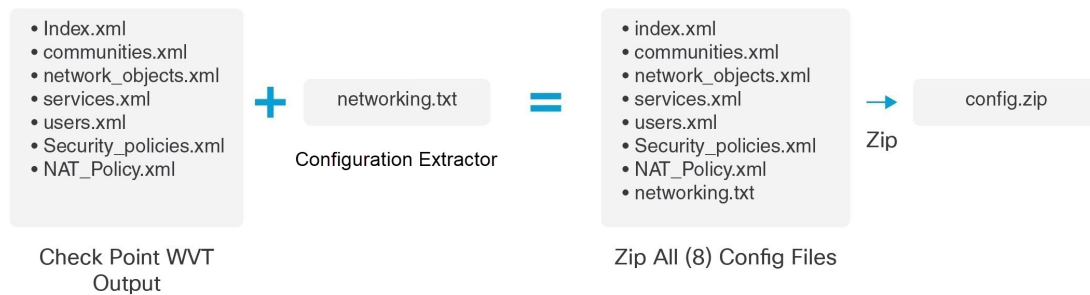 • Index.xml
• communities.xml
• network_objects.xml
• services.xml
• users.xml
• Security_policies.xml
• NAT_Policy.xml
Check Point WVT
Output
+
networking.txt
Configuration Extractor
=
• index.xml
• communities.xml
• network_objects.xml
• services.xml
• users.xml
• Security_policies.xml
• NAT_Policy.xml
• networking.txt
Zip All (8) Config Files
Zip
config.zip